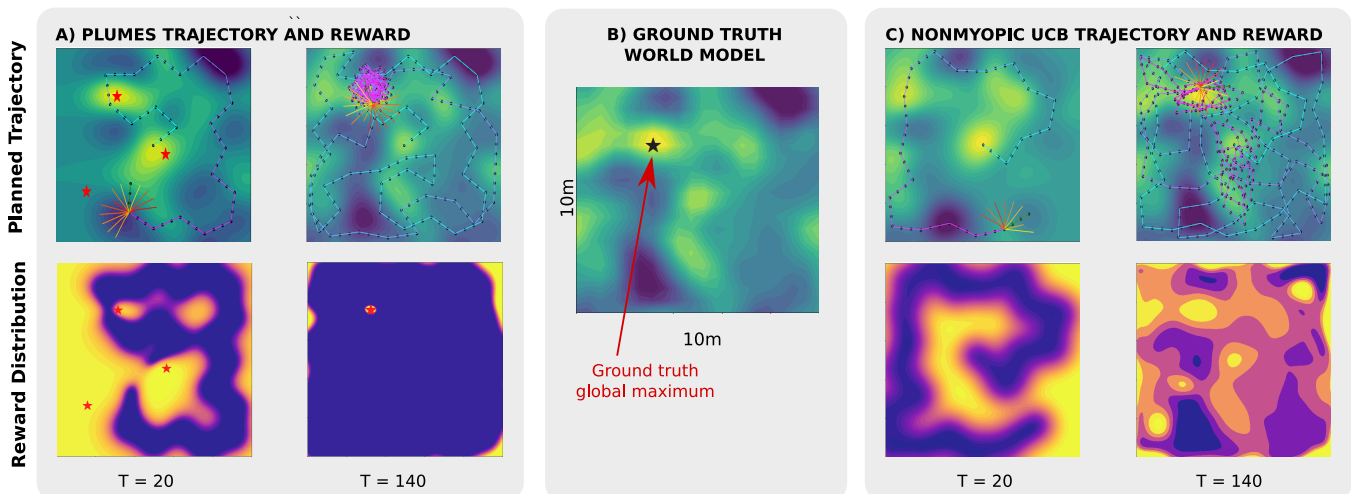 A) PLUMES TRAJECTORY AND REWARD
B) GROUND TRUTH
WORLD MODEL
C) NONMYOPIC UCB TRAJECTORY AND REWARD
Planned Trajectory
Reward Distribution
10m
10m
Ground truth
global maximum
T = 20
T = 140
T = 20
T = 140